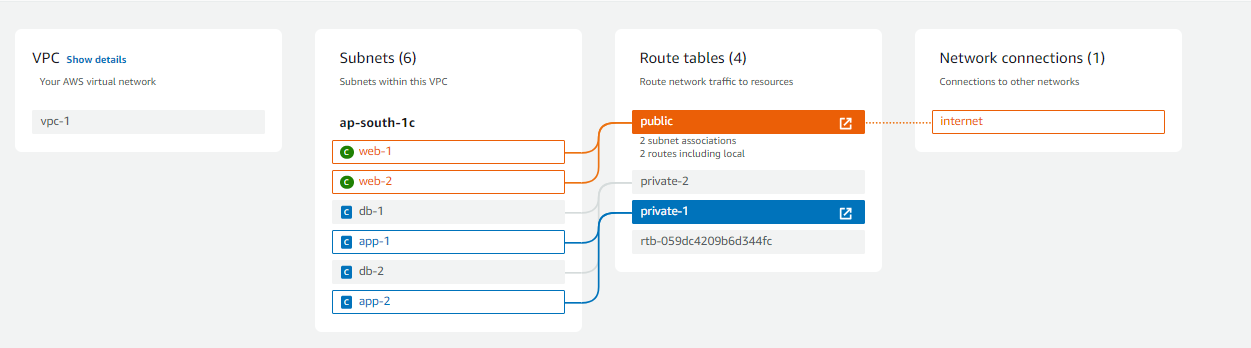 VPC Show details
Your AWS virtual network
vpc-1
Subnets (6)
Subnets within this VPC
ap-south-1c
C web-1
C web-2
C db-1
C app-1
C db-2
C app-2
Route tables (4)
Route network traffic to resources
public
2 subnet associations
2 routes including local
private-2
private-1
rtb-059dc4209b6d344fc
Network connections (1)
Connections to other networks
internet